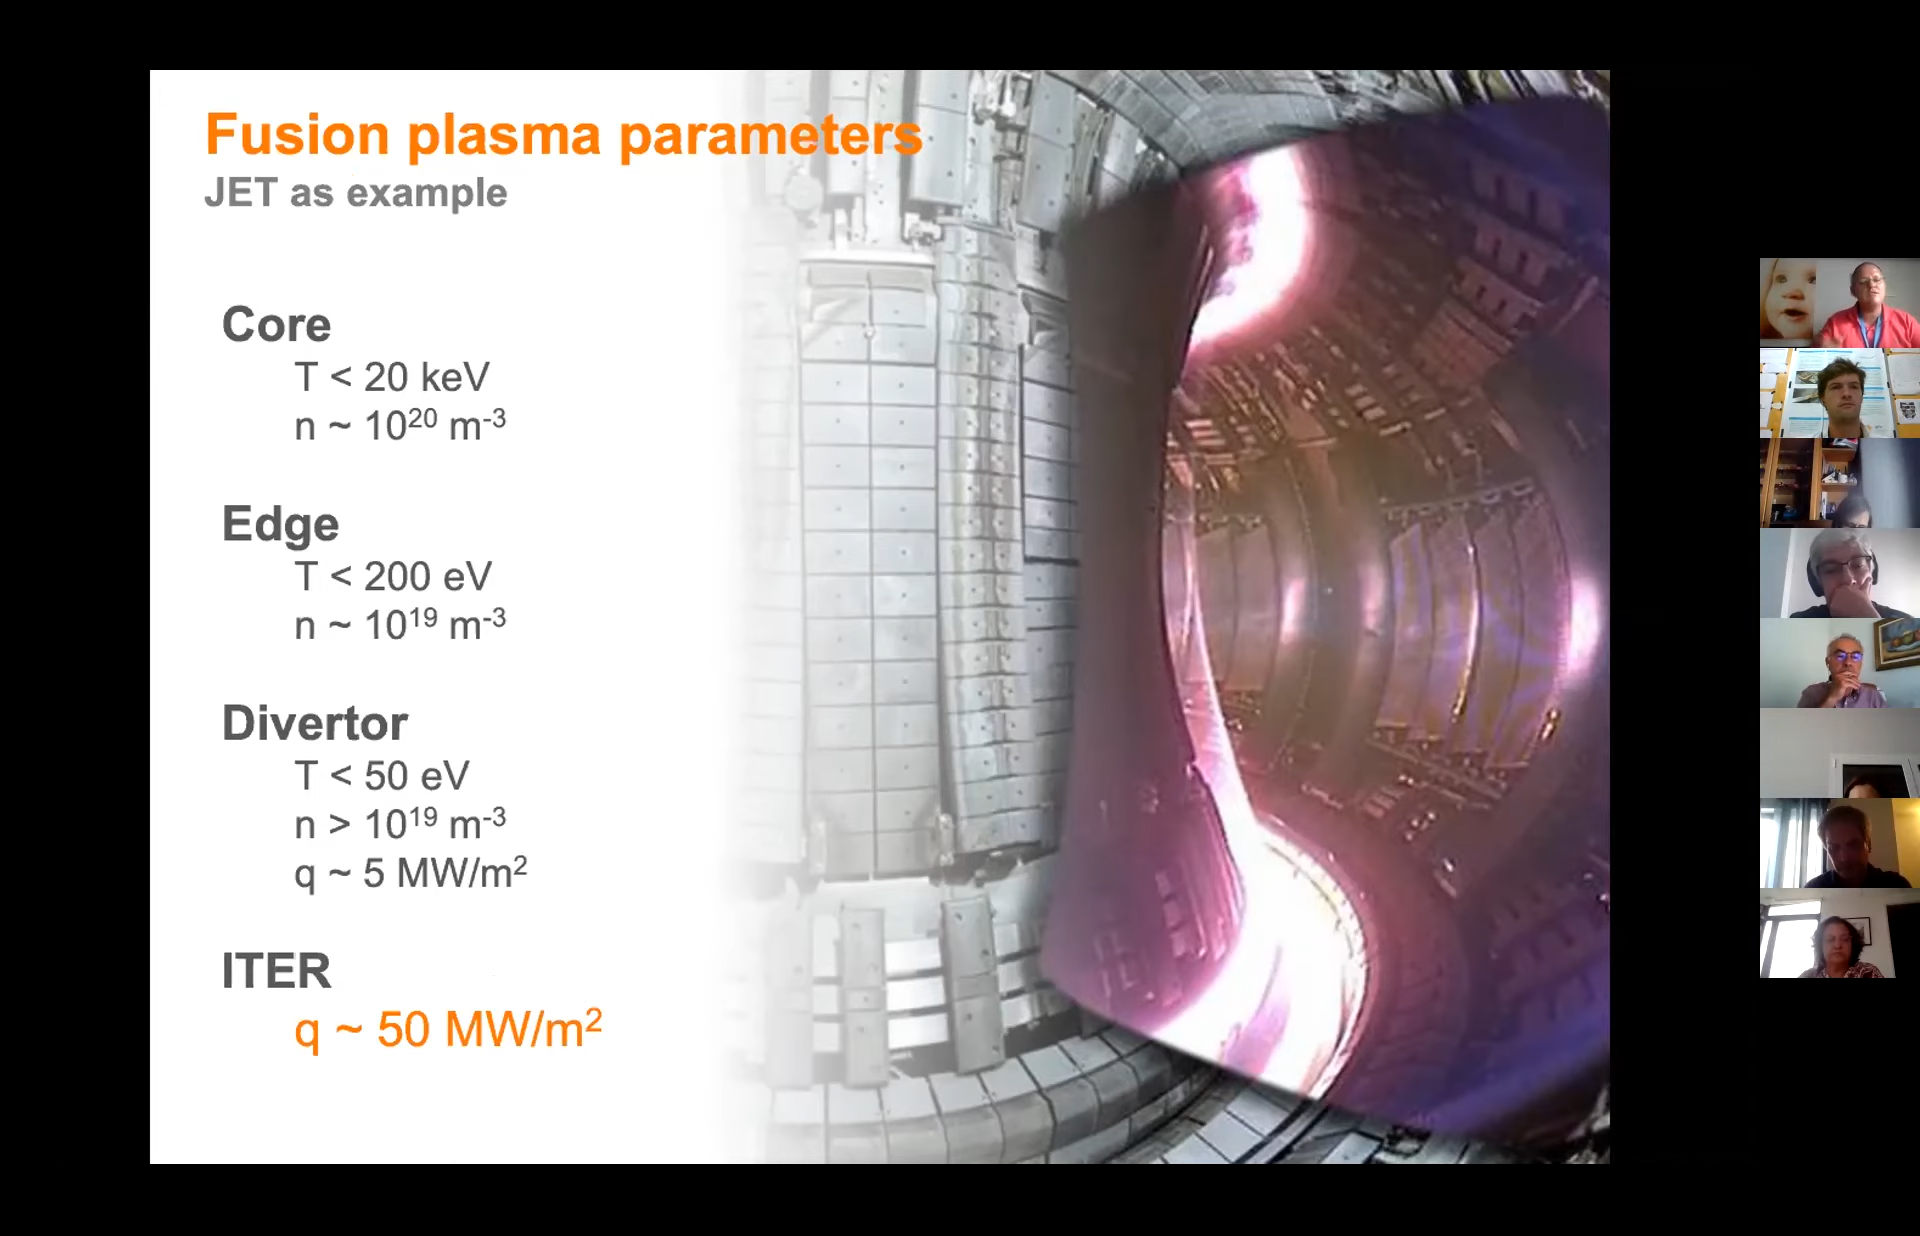 Fusion plasma parameters
JET as example
Core
T < 20 keV
n ~ 10²⁰ m⁻³
Edge
T < 200 eV
n ~ 10¹⁹ m⁻³
Divertor
T < 50 eV
n > 10¹⁹ m⁻³
q ~ 5 MW/m²
ITER
q ~ 50 MW/m²